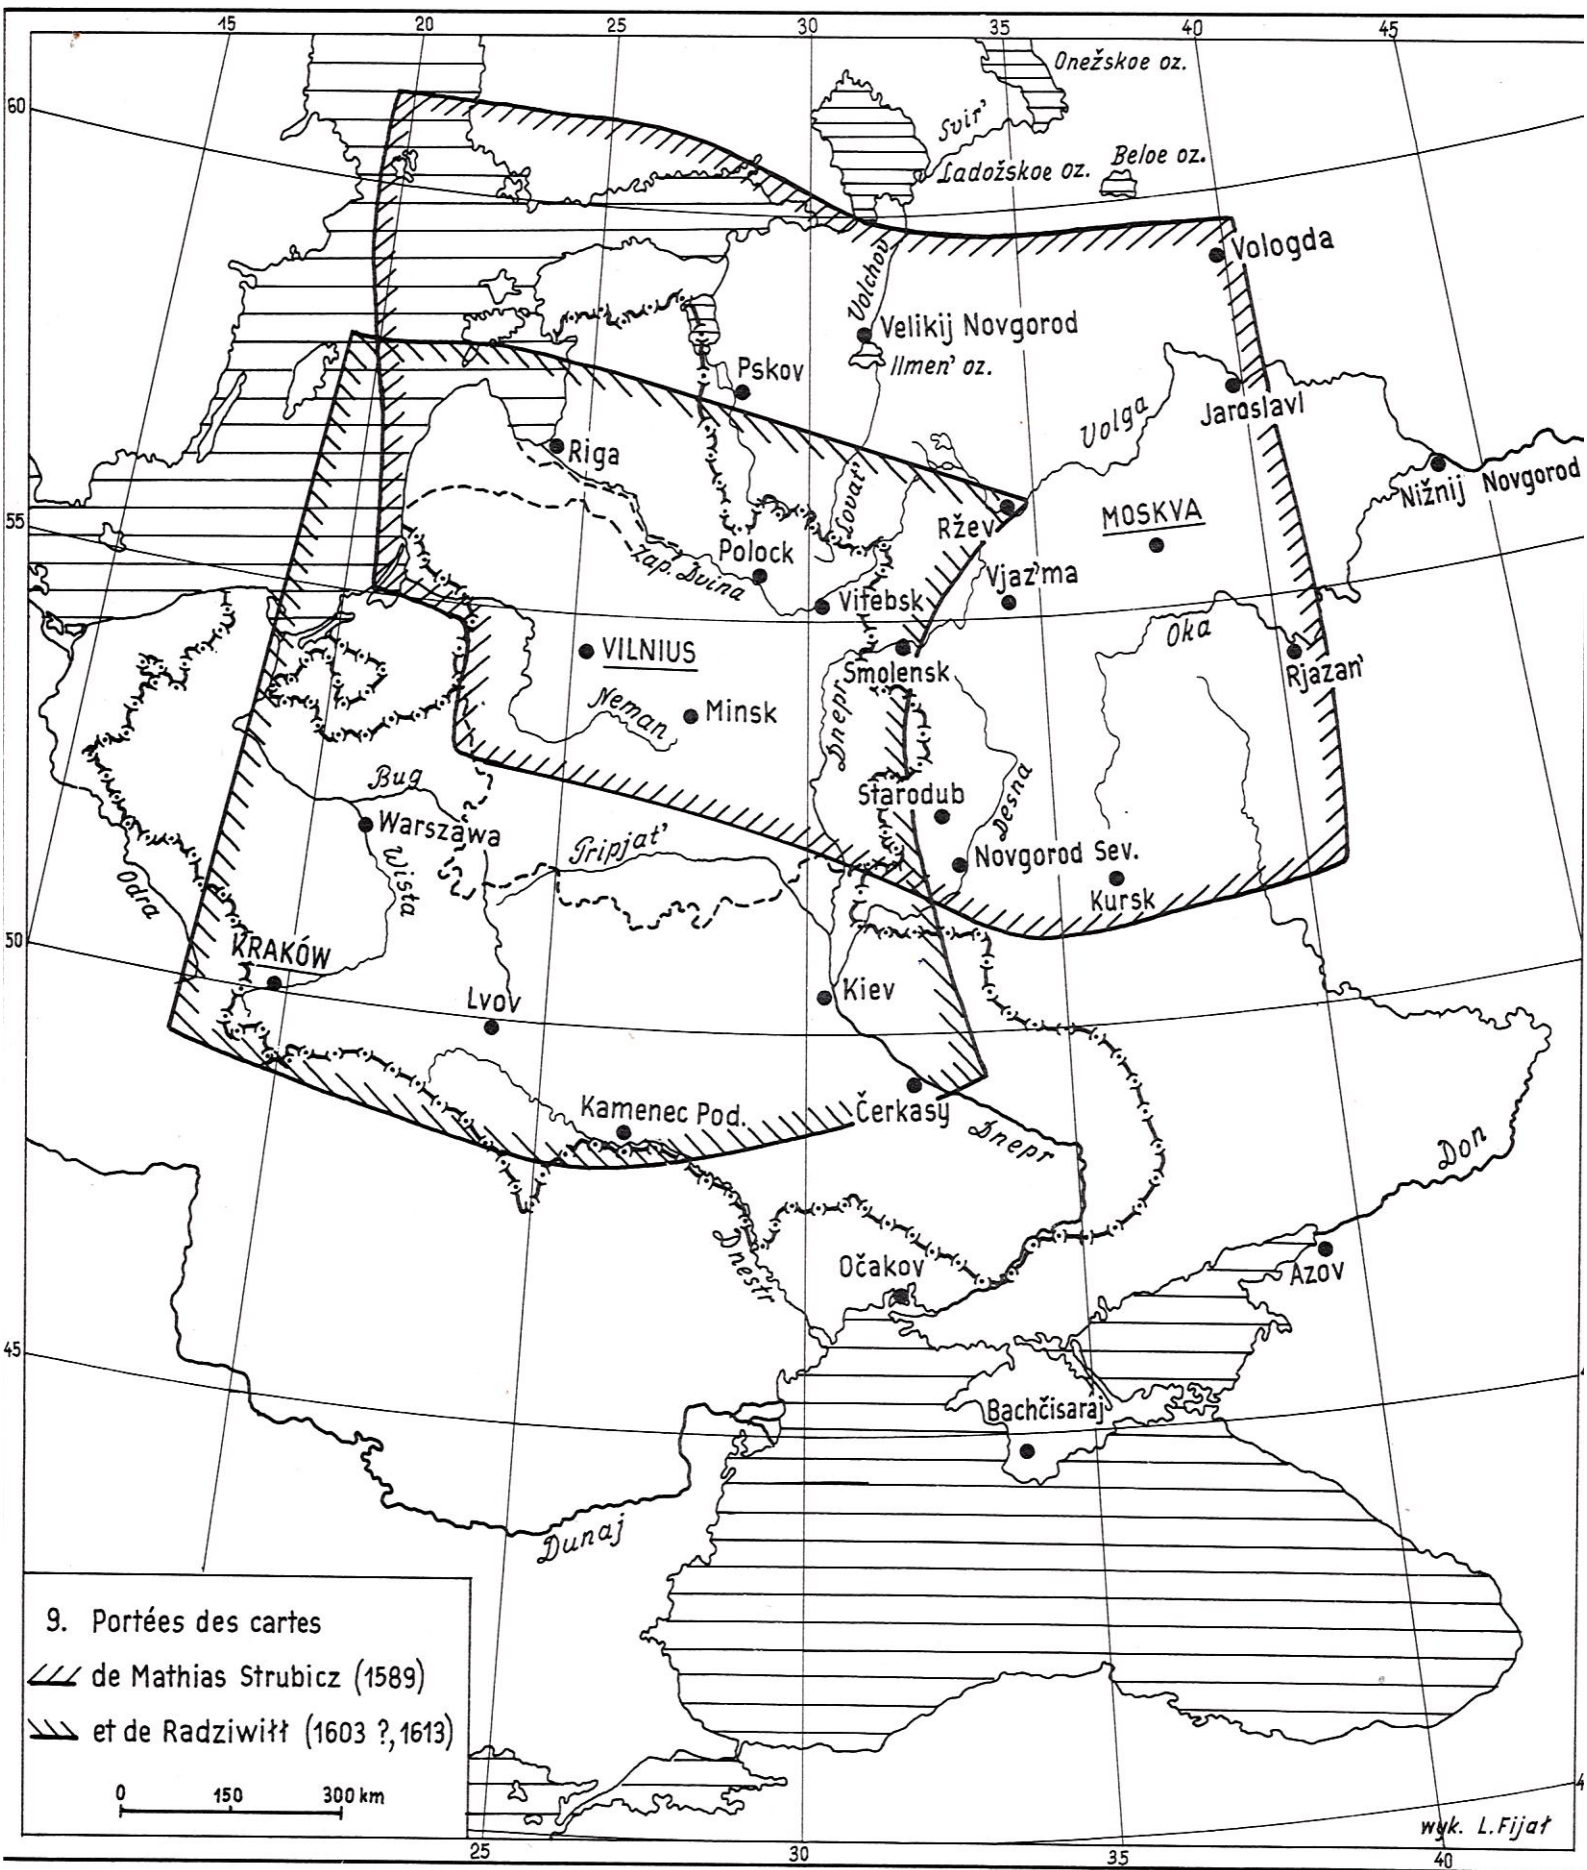 15 20 25 30 35 40 45
Onežskoe oz.
60
Svir'
Beloe oz.
Ladožskoe oz.
Vologda
Volchov
Velikij Novgorod
Ilmen' oz.
Pskov
Jaroslavl
Volga
Riga
Nižnij Novgorod
Lovat'
55
Ržev
MOSKVA
Polock
Zap. Dvina
Vjaz'ma
Vitebsk
Oka
VILNIUS
Smolensk
Rjazan'
Neman
Minsk
Dnepr
Bug
Starodub
Desna
Warszawa
Pripjat'
Wisła
Novgorod Sev.
Odra
Kursk
50
KRAKÓW
Kiev
Lvov
Kamenec Pod.
Čerkasy
Dnepr
Don
Dnestr
Očakov
Azov
45
Bachčisaraj
Dunaj
9. Portées des cartes
de Mathias Strubicz (1589)
et de Radziwiłł (1603 ?, 1613)
0 150 300 km
wyk. L. Fijał
25 30 35 40